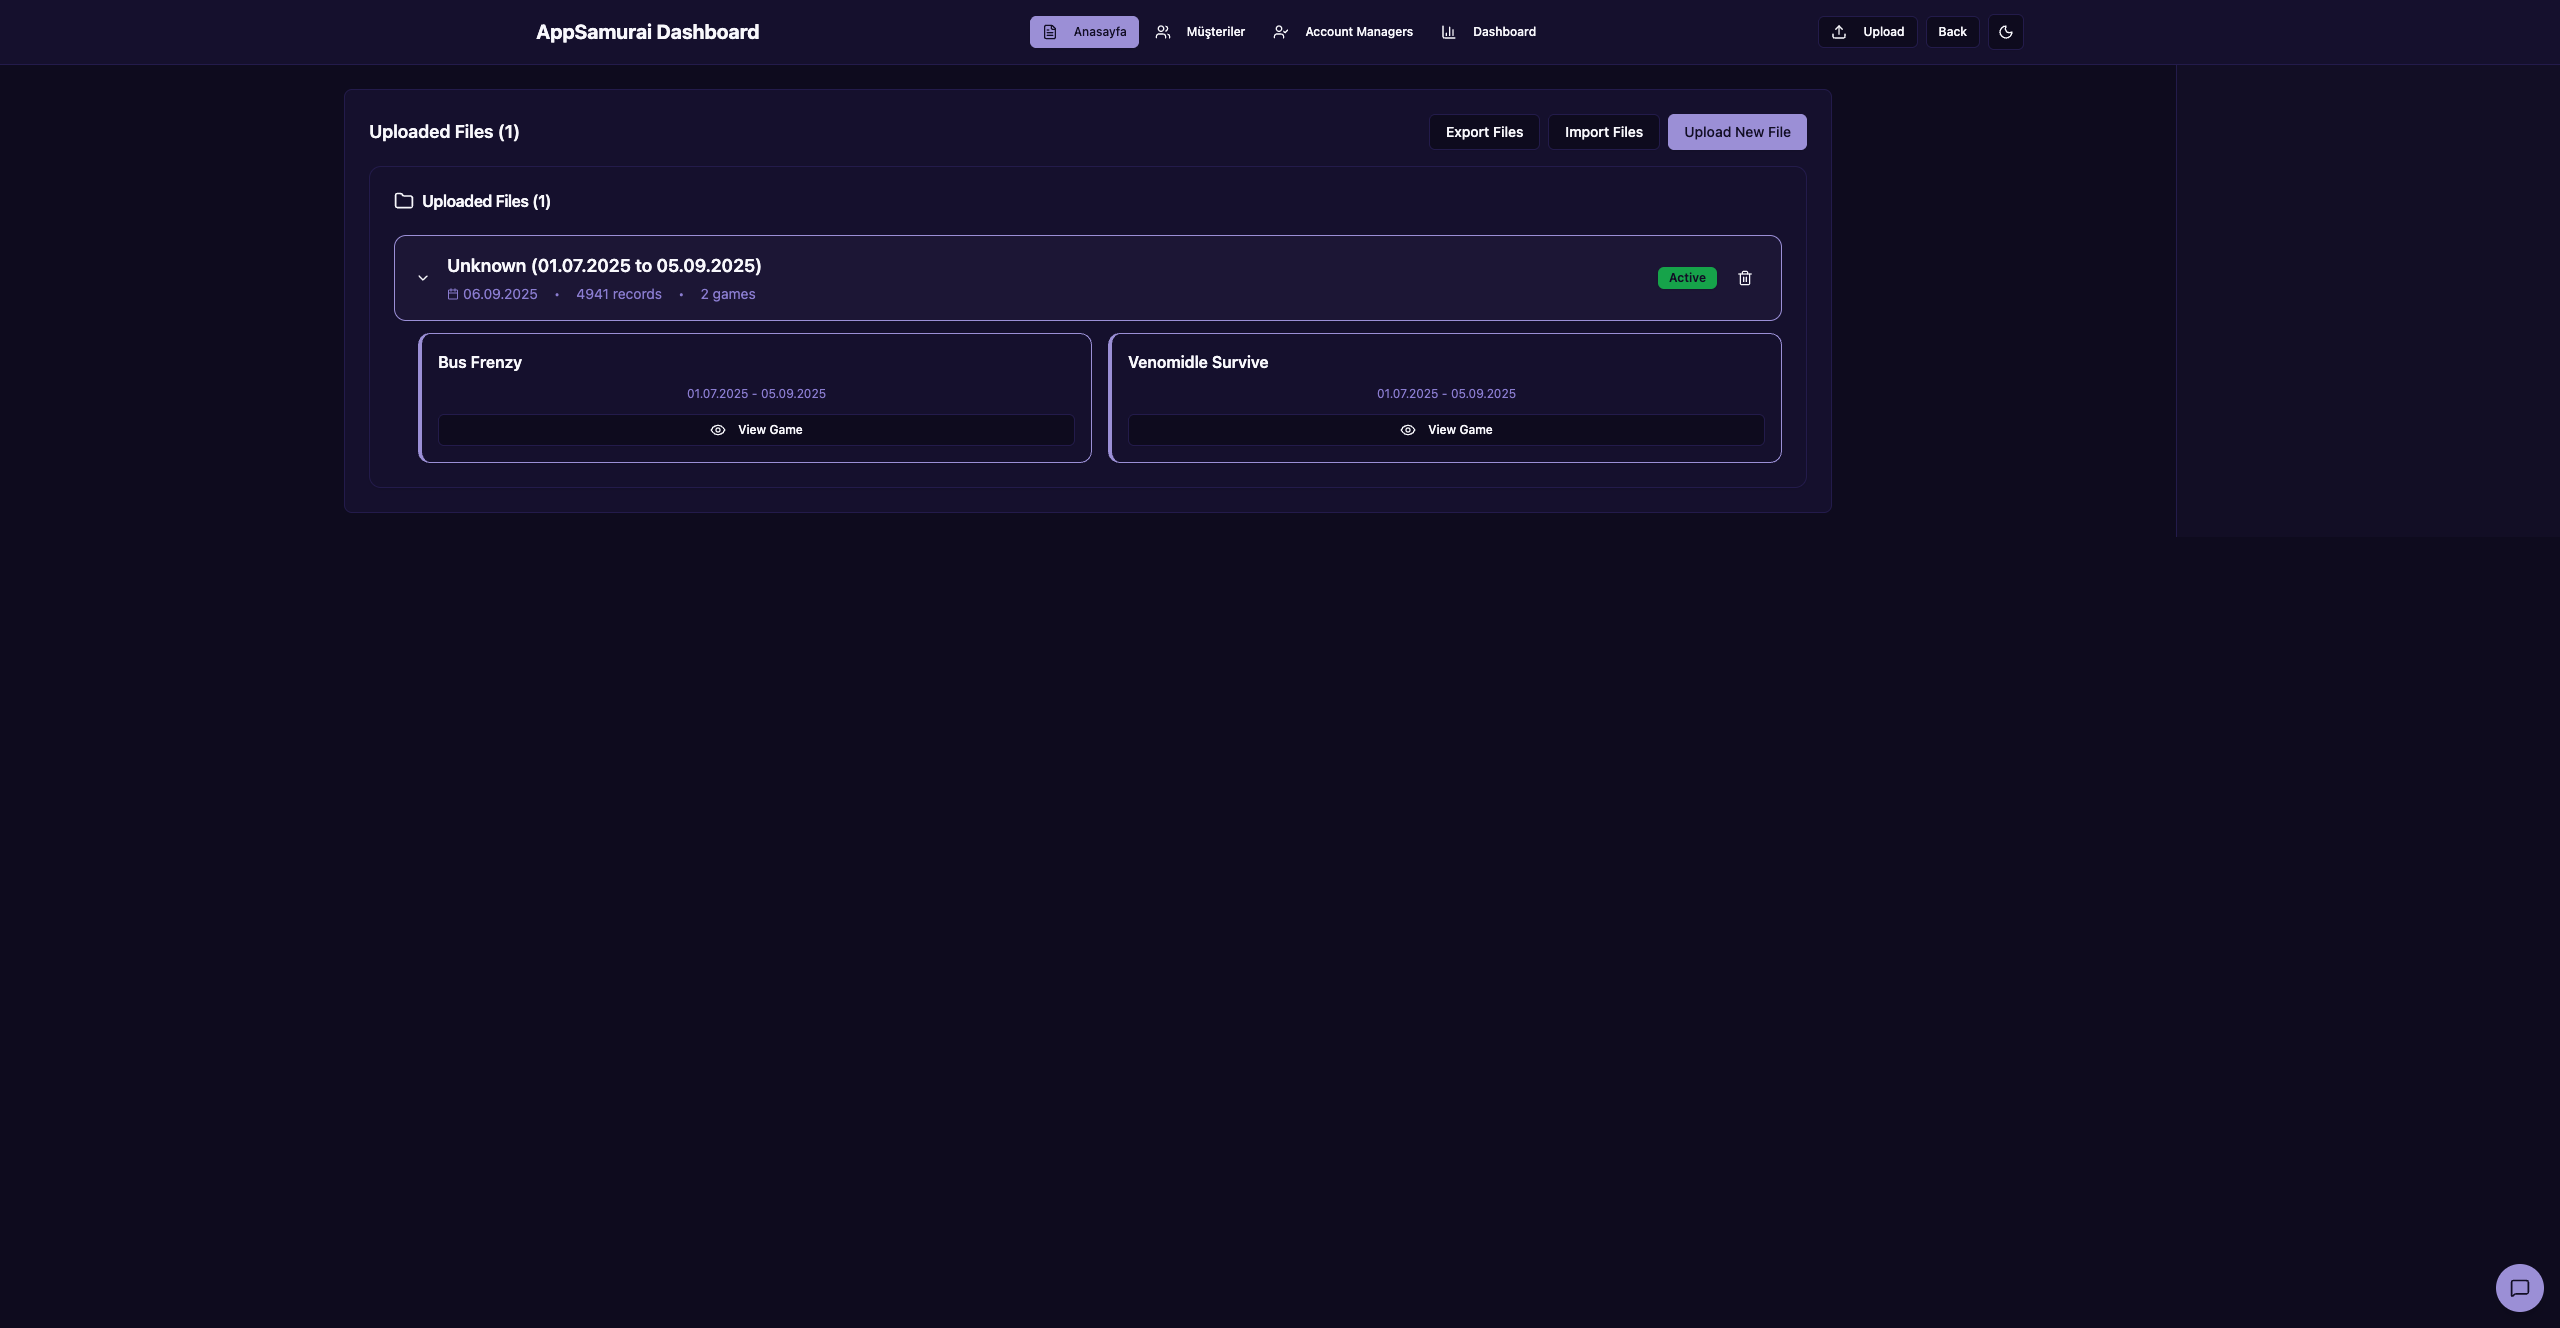 AppSamurai Dashboard
Anasayfa
Müşteriler
Account Managers
Dashboard
Upload
Back
Uploaded Files (1)
Export Files
Import Files
Upload New File
Uploaded Files (1)
Unknown (01.07.2025 to 05.09.2025)
06.09.2025 • 4941 records • 2 games
Active
Bus Frenzy
01.07.2025 - 05.09.2025
View Game
Venomidle Survive
01.07.2025 - 05.09.2025
View Game